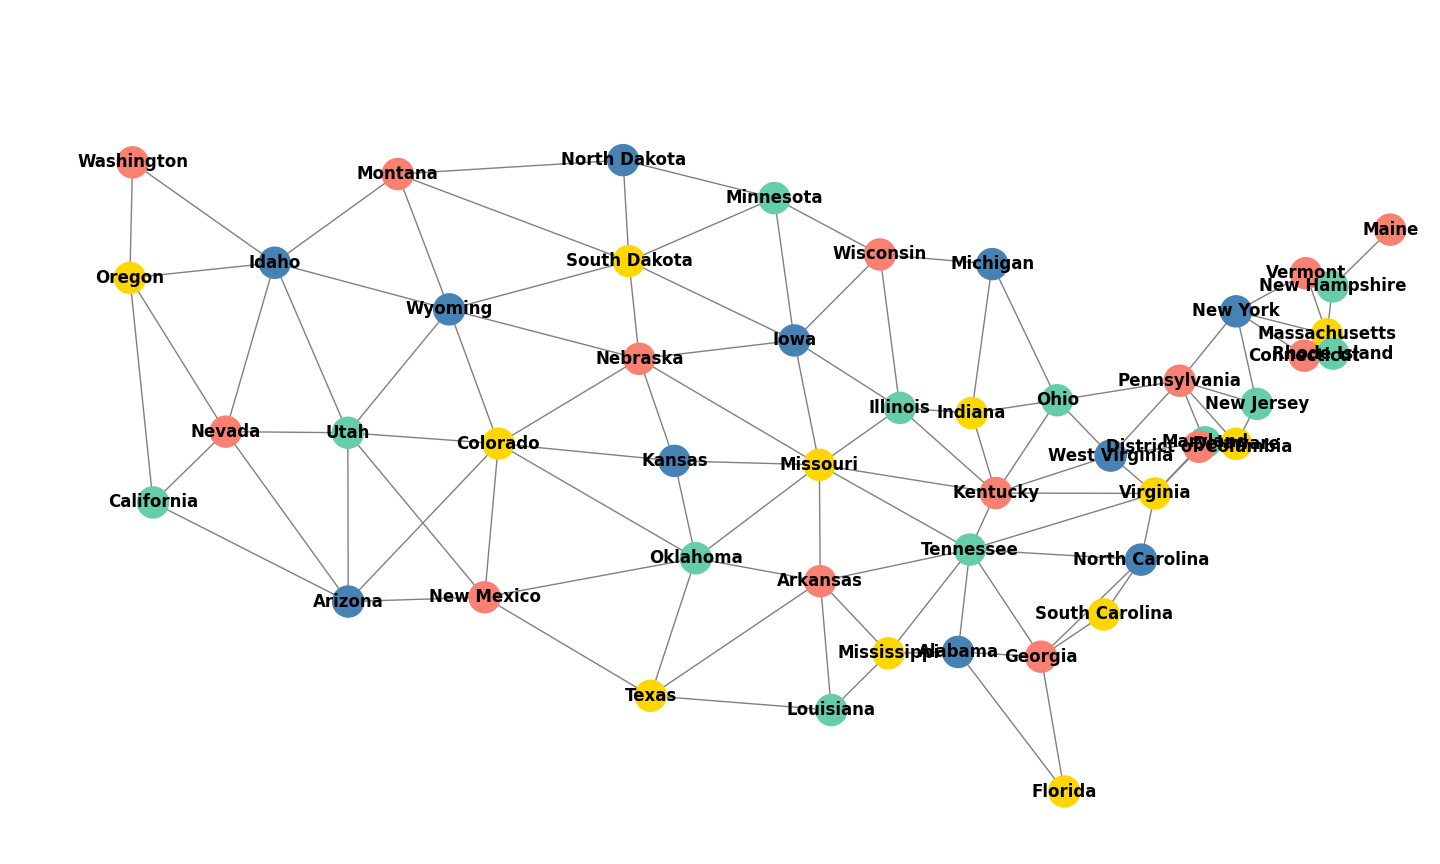 Washington
North Dakota
Montana
Minnesota
Maine
Wisconsin
South Dakota
Idaho
Michigan
Vermont
Oregon
New Hampshire
Wyoming
New York
Massachusetts
Iowa
Rhode Island
Connecticut
Nebraska
Pennsylvania
Ohio
New Jersey
Illinois
Indiana
Nevada
Utah
Colorado
Maryland
Delaware
District of Columbia
West Virginia
Kansas
Missouri
Kentucky
Virginia
California
Tennessee
Oklahoma
North Carolina
Arkansas
New Mexico
Arizona
South Carolina
Mississippi
Alabama
Georgia
Texas
Louisiana
Florida